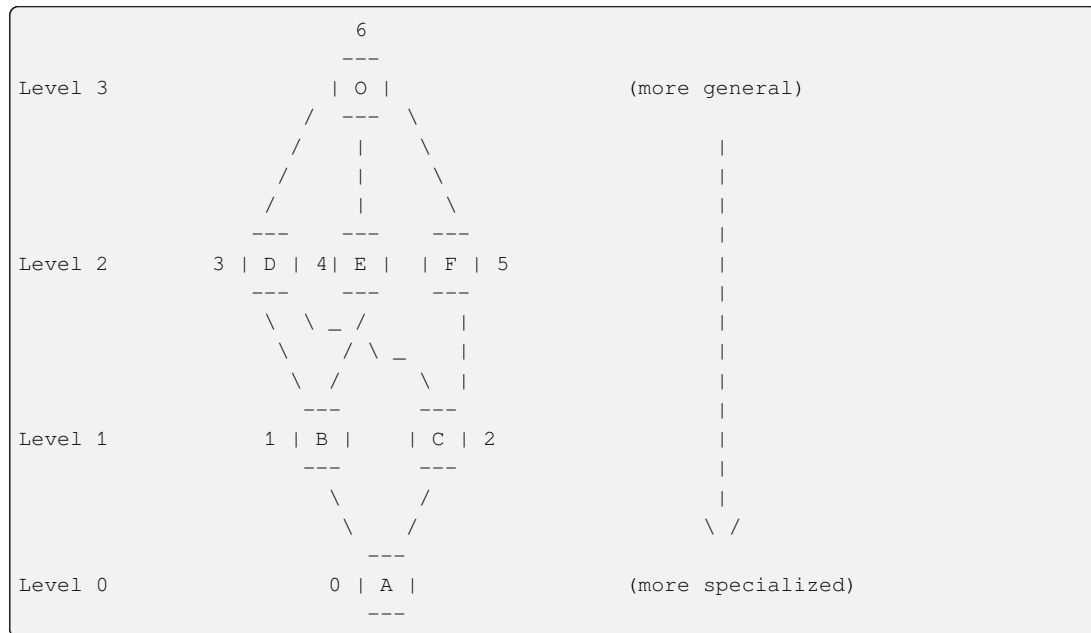 6
                             ---
Level 3                     | O |                    (more general)
                          /  ---  \
                         /    |    \                         |
                        /     |     \                        |
                       /      |      \                       |
                      ---    ---    ---                      |
Level 2           3 | D | 4| E |  | F | 5                    |
                      ---    ---    ---                      |
                       \  \ _ /        |                     |
                        \    / \ _     |                     |
                         \  /      \  |                      |
                          ---      ---                       |
Level 1                1 | B |    | C | 2                    |
                          ---      ---                       |
                            \      /                         |
                             \    /                        \ /
                               ---
Level 0                     0 | A |                  (more specialized)
                               ---